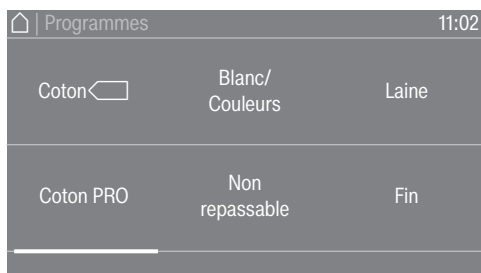 | Programmes 11:02
Coton
Blanc/
Couleurs
Laine
Coton PRO
Non
repassable
Fin